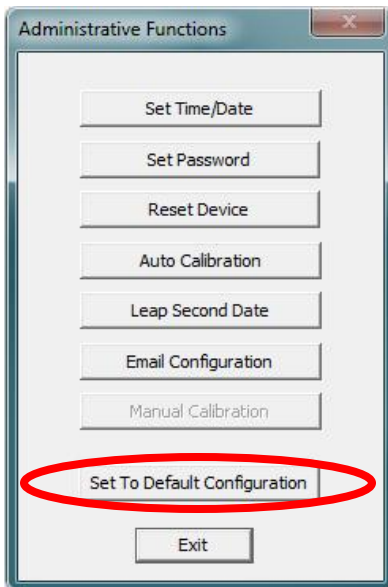 Administrative Functions
Set Time/Date
Set Password
Reset Device
Auto Calibration
Leap Second Date
Email Configuration
Manual Calibration
Set To Default Configuration
Exit